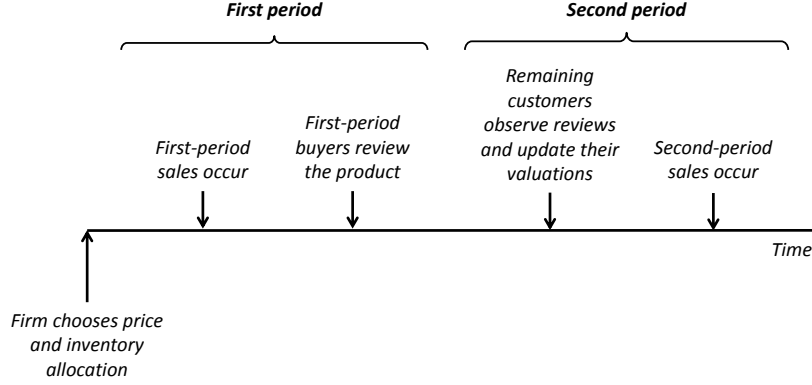 First period
Second period
First-period
sales occur
First-period
buyers review
the product
Remaining
customers
observe reviews
and update their
valuations
Second-period
sales occur
Time
Firm chooses price
and inventory
allocation